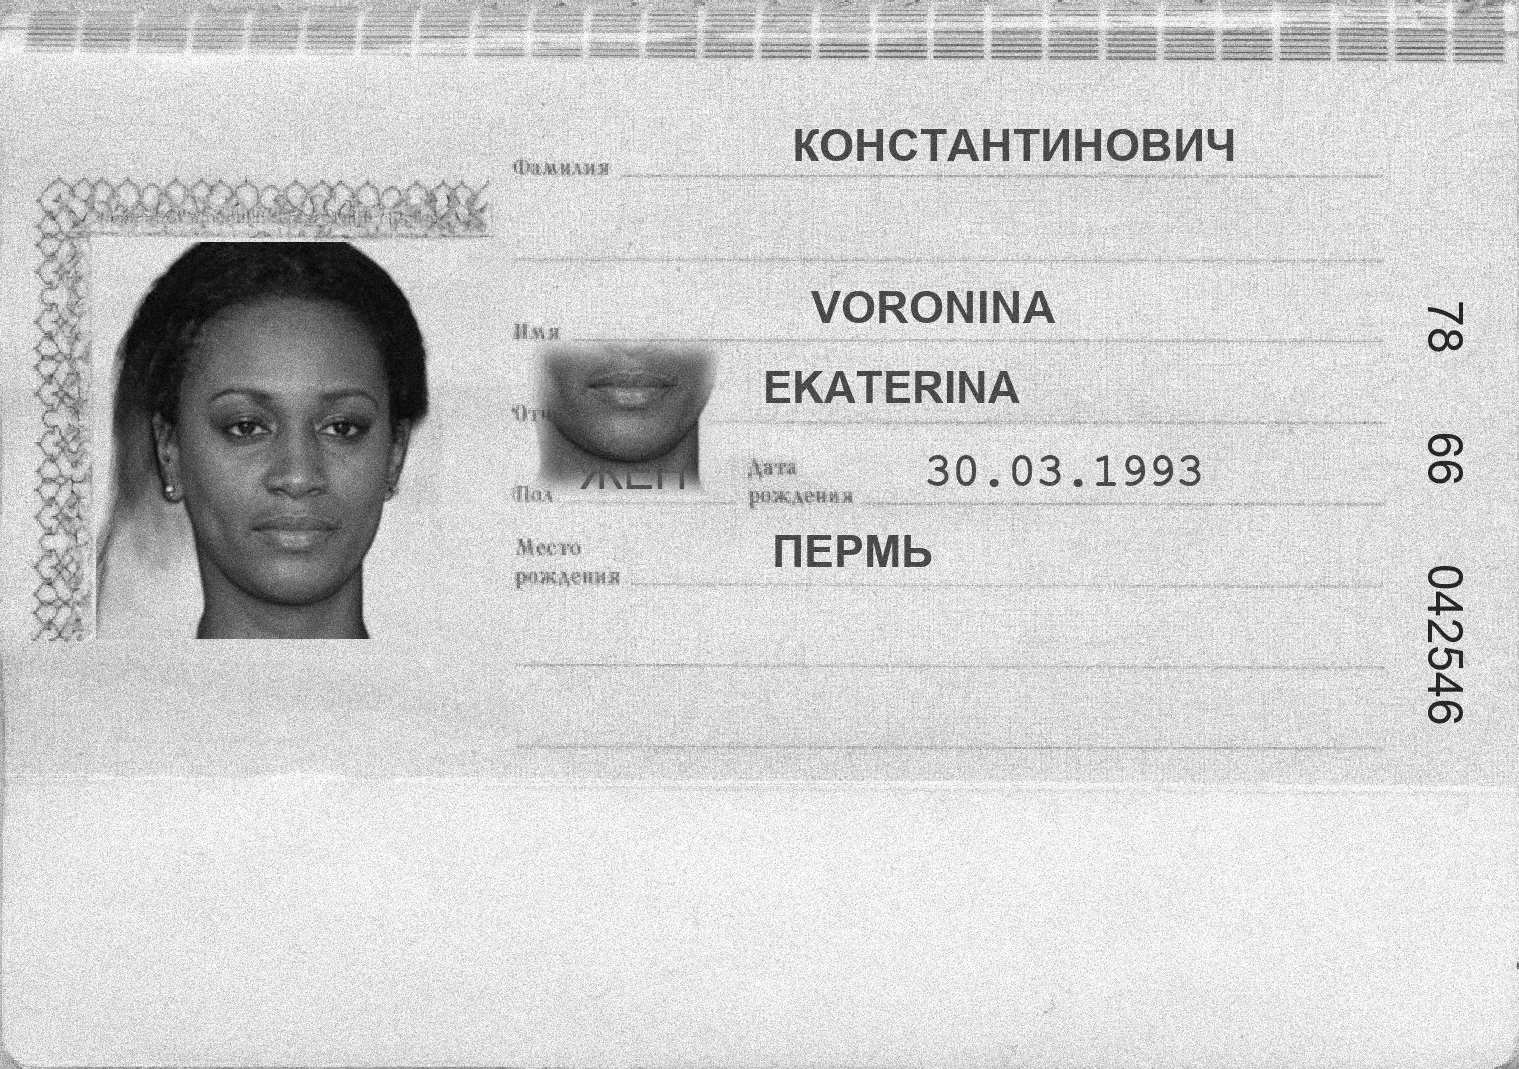 КОНСТАНТИНОВИЧ
Фамилия
VORONINA
Имя
EKATERINA
Дата
30.03.1993
Пол
рождения
ПЕРМЬ
Место
рождения
78 66 042546